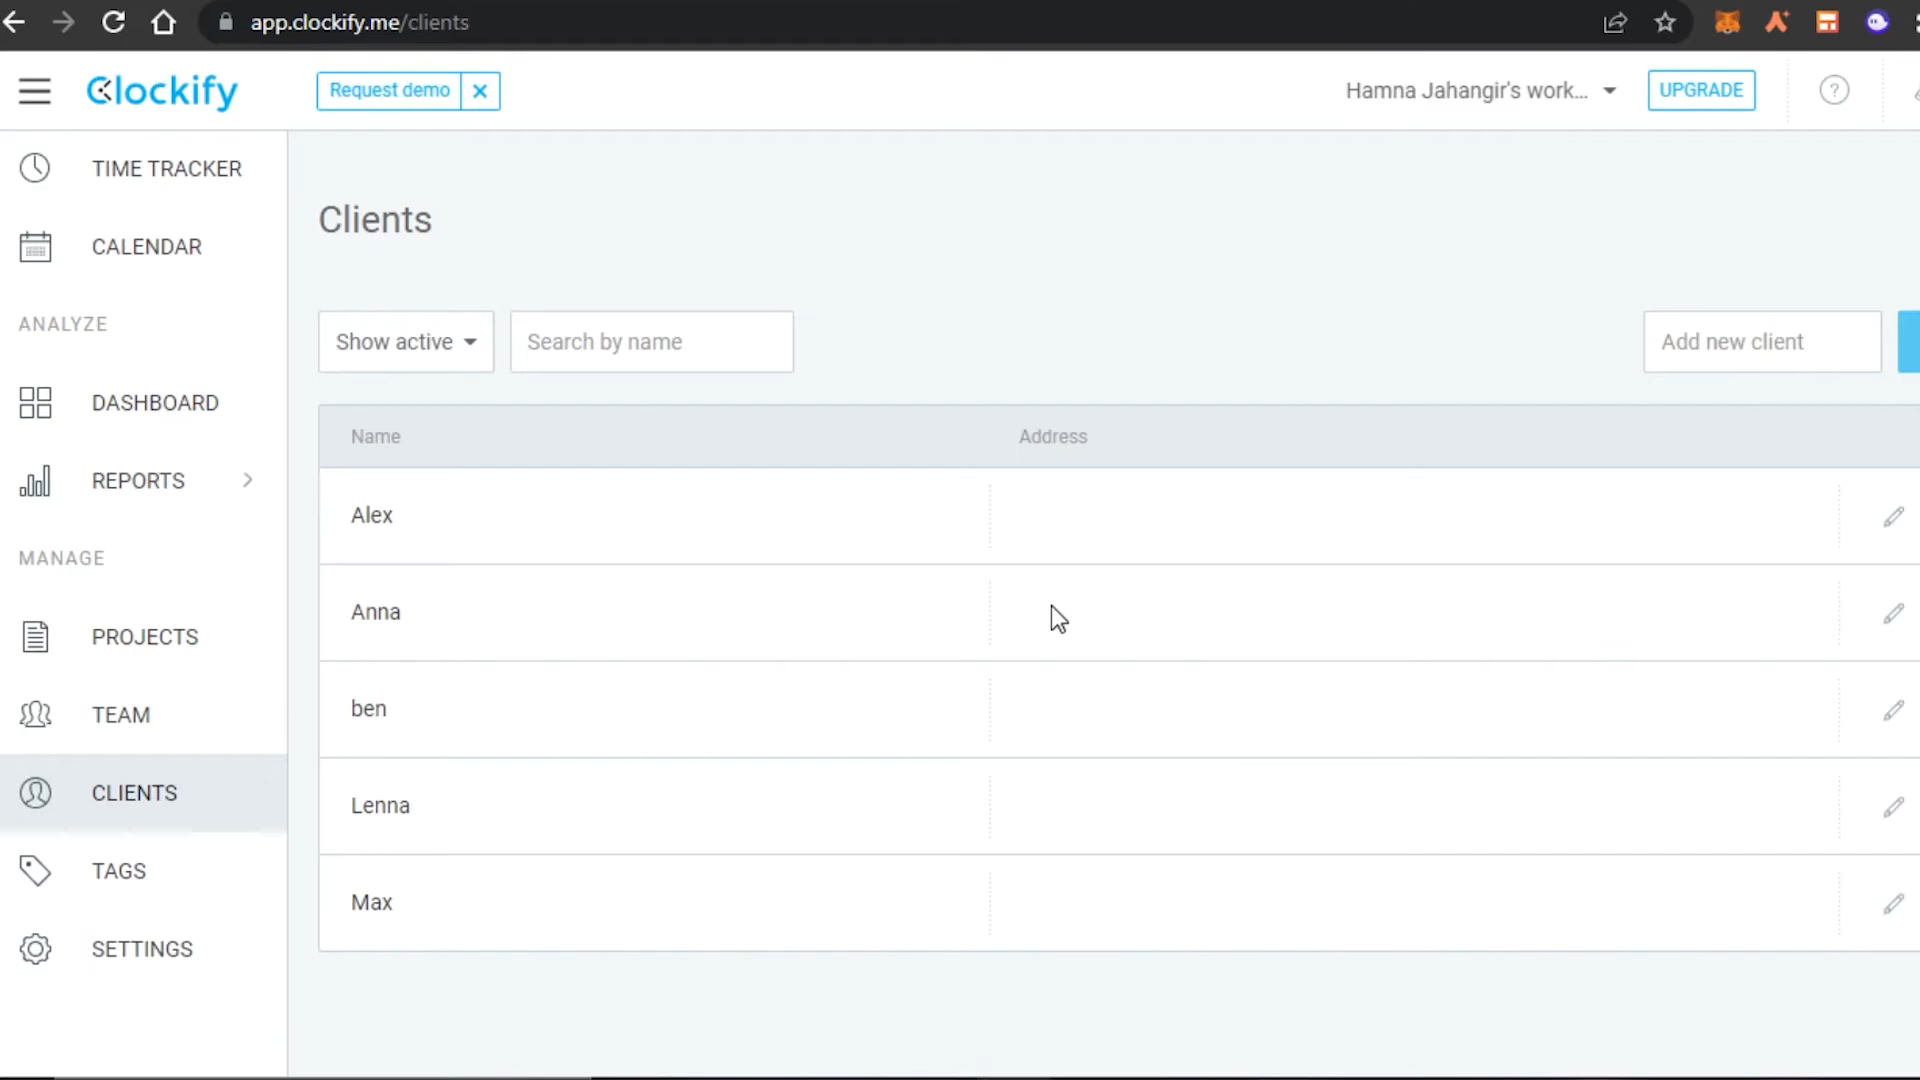 app.clockify.me/clients
Clockify
Request demo
Hamna Jahangir's work...
UPGRADE
?
TIME TRACKER
CALENDAR
ANALYZE
DASHBOARD
REPORTS
MANAGE
PROJECTS
TEAM
CLIENTS
TAGS
SETTINGS
Clients
Show active
Search by name
Add new client
Name Address
Alex
Anna
ben
Lenna
Max